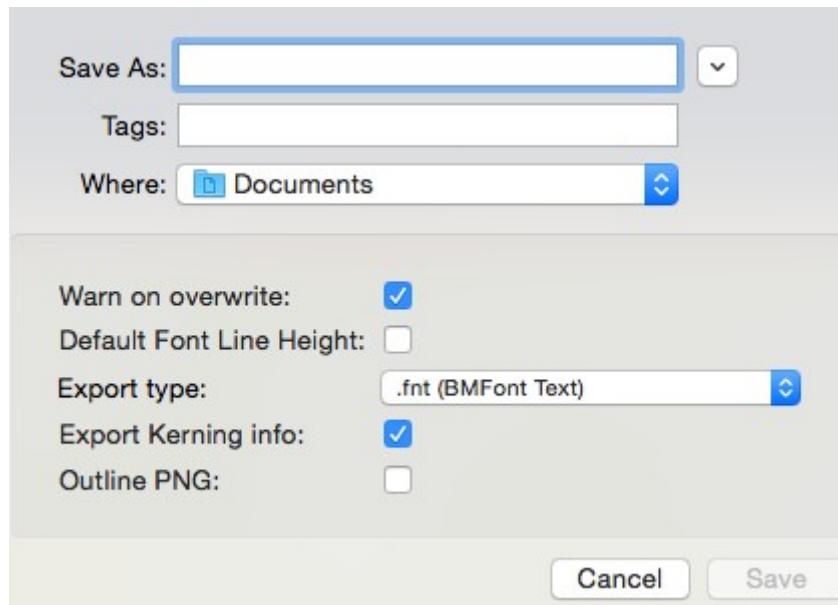 Save As:
Tags:
Where: Documents
Warn on overwrite:
Default Font Line Height:
Export type: .fnt (BMFont Text)
Export Kerning info:
Outline PNG:
Cancel Save